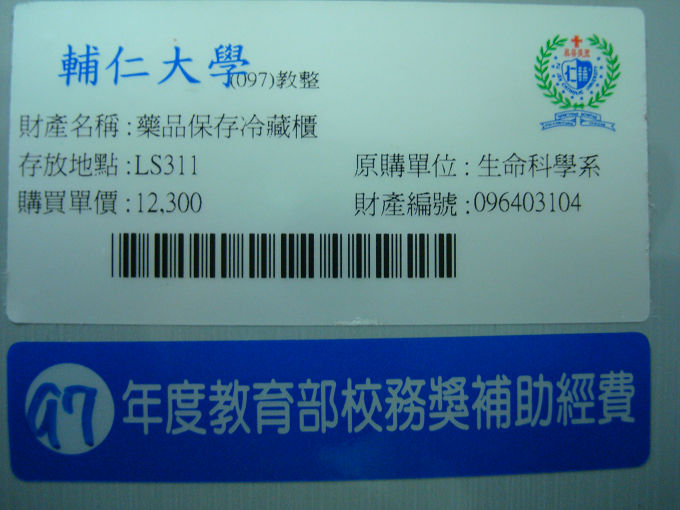 輔仁大學(097)教整
財產名稱:藥品保存冷藏櫃
存放地點:LS311 原購單位:生命科學系
購買單價:12,300 財產編號:096403104
97年度教育部校務獎補助經費